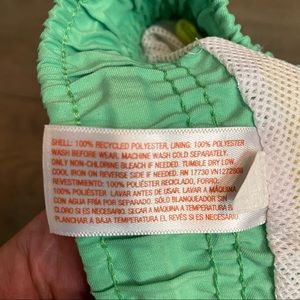 SHELL: 100% RECYCLED POLYESTER, LINING: 100% POLYESTER
WASH BEFORE WEAR. MACHINE WASH COLD SEPARATELY.
ONLY NON-CHLORINE BLEACH IF NEEDED. TUMBLE DRY LOW.
COOL IRON ON REVERSE SIDE IF NEEDED. RN 17730 VN1272808
REVESTIMIENTO: 100% POLIÉSTER RECICLADO, FORRO:
100% POLIÉSTER LAVAR ANTES DE USAR. LAVAR A MÁQUINA
CON AGUA FRÍA POR SEPARADO. SÓLO BLANQUEADOR SIN
CLORO SI ES NECESARIO. SECAR A MÁQUINA A TEMPERATURA B
PLANCHAR A BAJA TEMPERATURA EL REVÉS SI ES NECESARIO